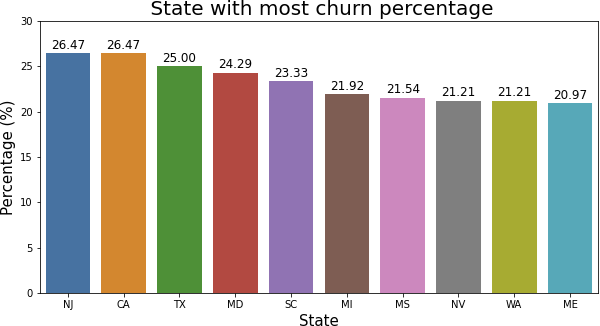 State with most churn percentage
Percentage (%)
30
25
20
15
10
5
0
26.47 26.47 25.00 24.29 23.33 21.92 21.54 21.21 21.21 20.97
NJ CA TX MD SC MI MS NV WA ME
State